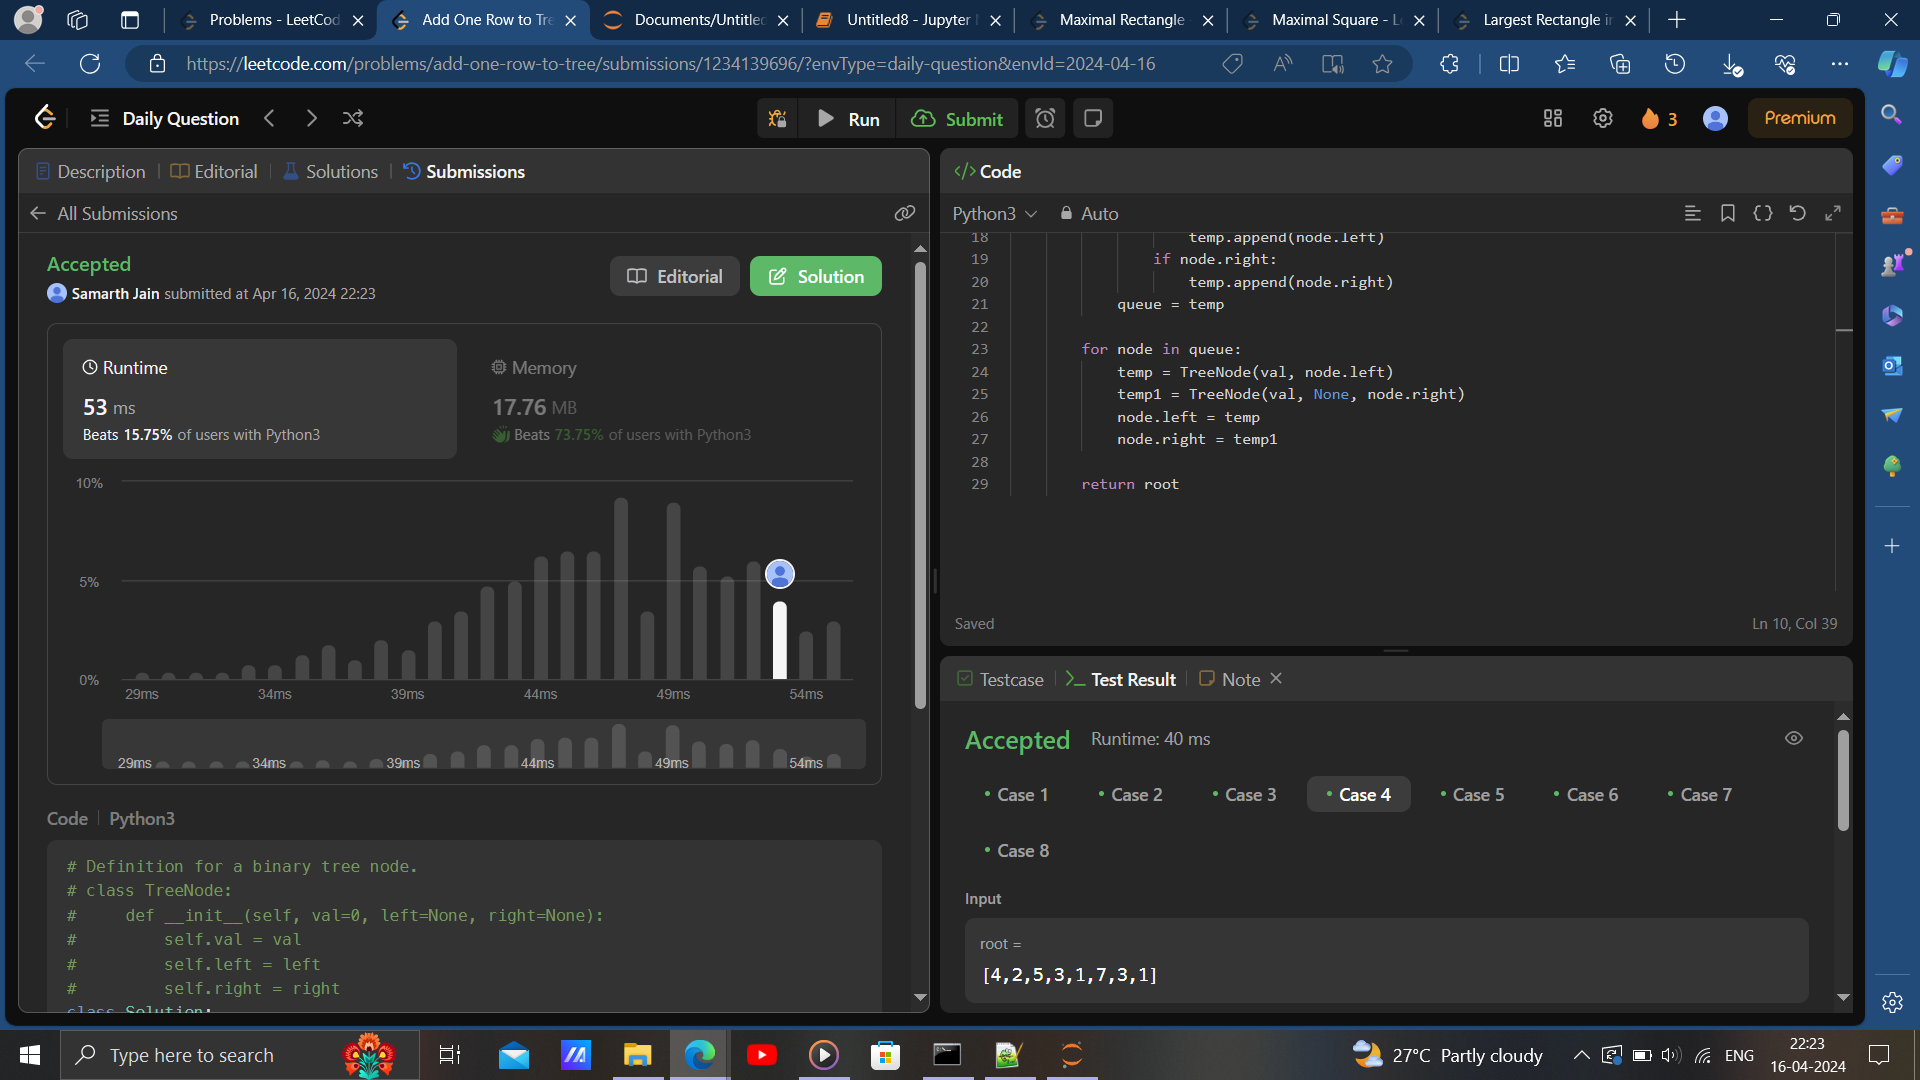 Problems - LeetCod
Add One Row to Tre
Documents/Untitled
Untitled8 - Jupyter
Maximal Rectangle
Maximal Square - L
Largest Rectangle in
https://leetcode.com/problems/add-one-row-to-tree/submissions/1234139696/?envType=daily-question&envId=2024-04-16
Daily Question
Run
Submit
3
Premium
Description
Editorial
Solutions
Submissions
All Submissions
Accepted
Samarth Jain submitted at Apr 16, 2024 22:23
Editorial
Solution
Runtime
53 ms
Beats 15.75% of users with Python3
Memory
17.76 MB
Beats 73.75% of users with Python3
10%
5%
0%
29ms 34ms 39ms 44ms 49ms 54ms
29ms 34ms 39ms 44ms 49ms 54ms
Code | Python3
# Definition for a binary tree node.
# class TreeNode:
#     def __init__(self, val=0, left=None, right=None):
#         self.val = val
#         self.left = left
#         self.right = right
class Solution:
</> Code
Python3
Auto
18 temp.append(node.left)
19 if node.right:
20 temp.append(node.right)
21 queue = temp
22
23 for node in queue:
24 temp = TreeNode(val, node.left)
25 temp1 = TreeNode(val, None, node.right)
26 node.left = temp
27 node.right = temp1
28
29 return root
Saved
Ln 10, Col 39
Testcase
Test Result
Note
Accepted
Runtime: 40 ms
• Case 1
• Case 2
• Case 3
• Case 4
• Case 5
• Case 6
• Case 7
• Case 8
Input
root =
[4,2,5,3,1,7,3,1]
Type here to search
27°C Partly cloudy
ENG
22:23
16-04-2024